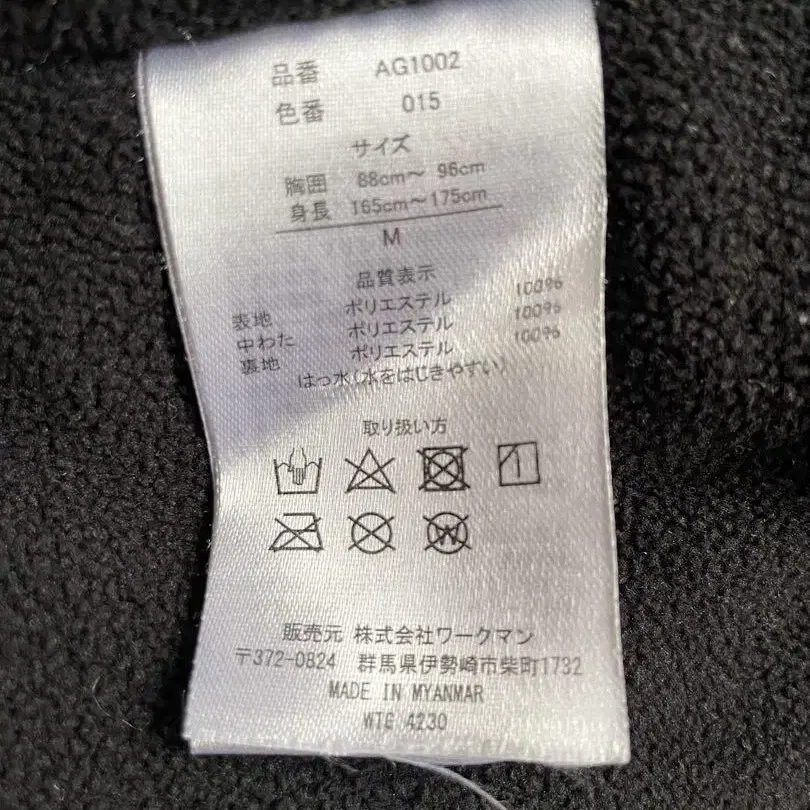 品番 AG1002
色番 015
サイズ
胸囲 88cm～ 96cm
身長 165cm～175cm
M
品質表示
表地 ポリエステル 100%
中わた ポリエステル 100%
裏地 ポリエステル 100%
はっ水(水をはじきやすい)
取り扱い方
W
販売元 株式会社ワークマン
〒372-0824 群馬県伊勢崎市柴町1732
MADE IN MYANMAR
WTG 4230